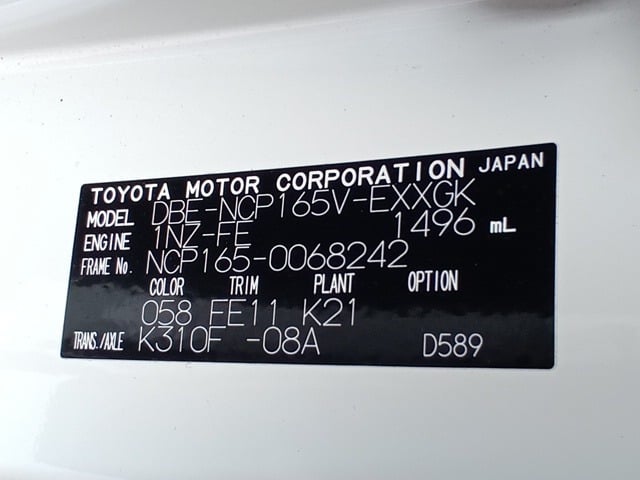 TOYOTA MOTOR CORPORATION JAPAN
MODEL DBE-NCP165V-EXXGK
ENGINE 1NZ-FE 1496 mL
FRAME No. NCP165-0068242
COLOR TRIM PLANT OPTION
058 FE11 K21
TRANS./AXLE K310F -08A D589